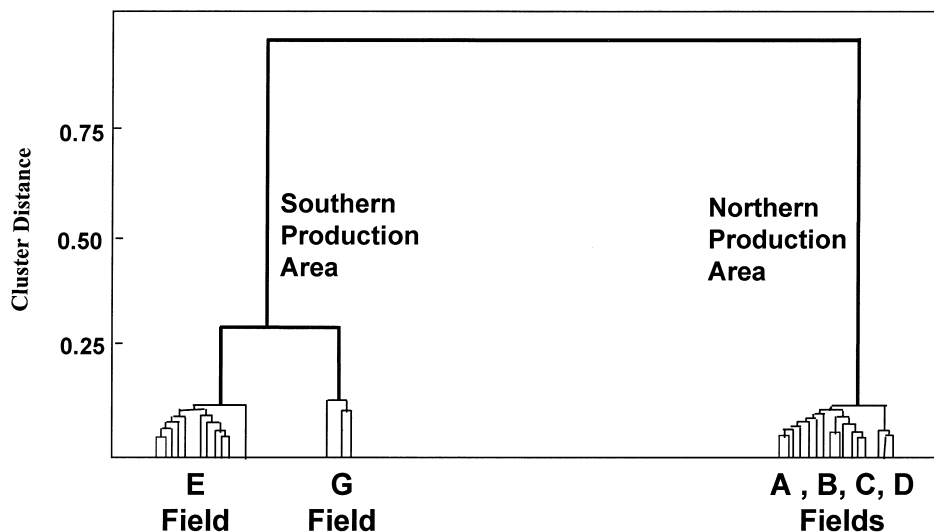 Cluster Distance
0.75
0.50
0.25
Southern
Production
Area
Northern
Production
Area
E
Field
G
Field
A , B, C, D
Fields